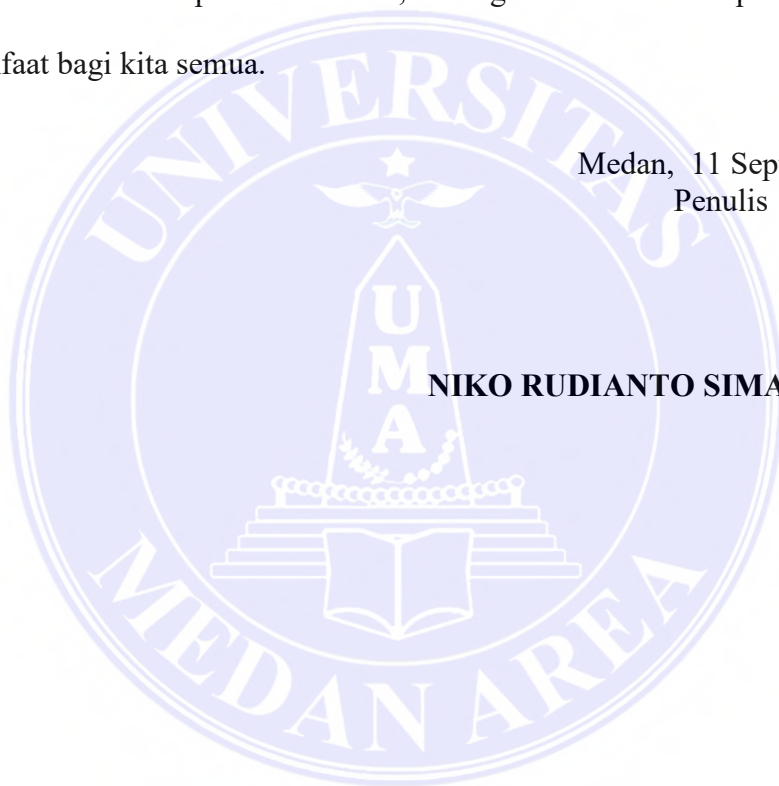 faat bagi kita semua.
Medan, 11 Sep
Penulis
NIKO RUDIANTO SIMA
UNIVERSITAS
UMA
MEDAN AREA